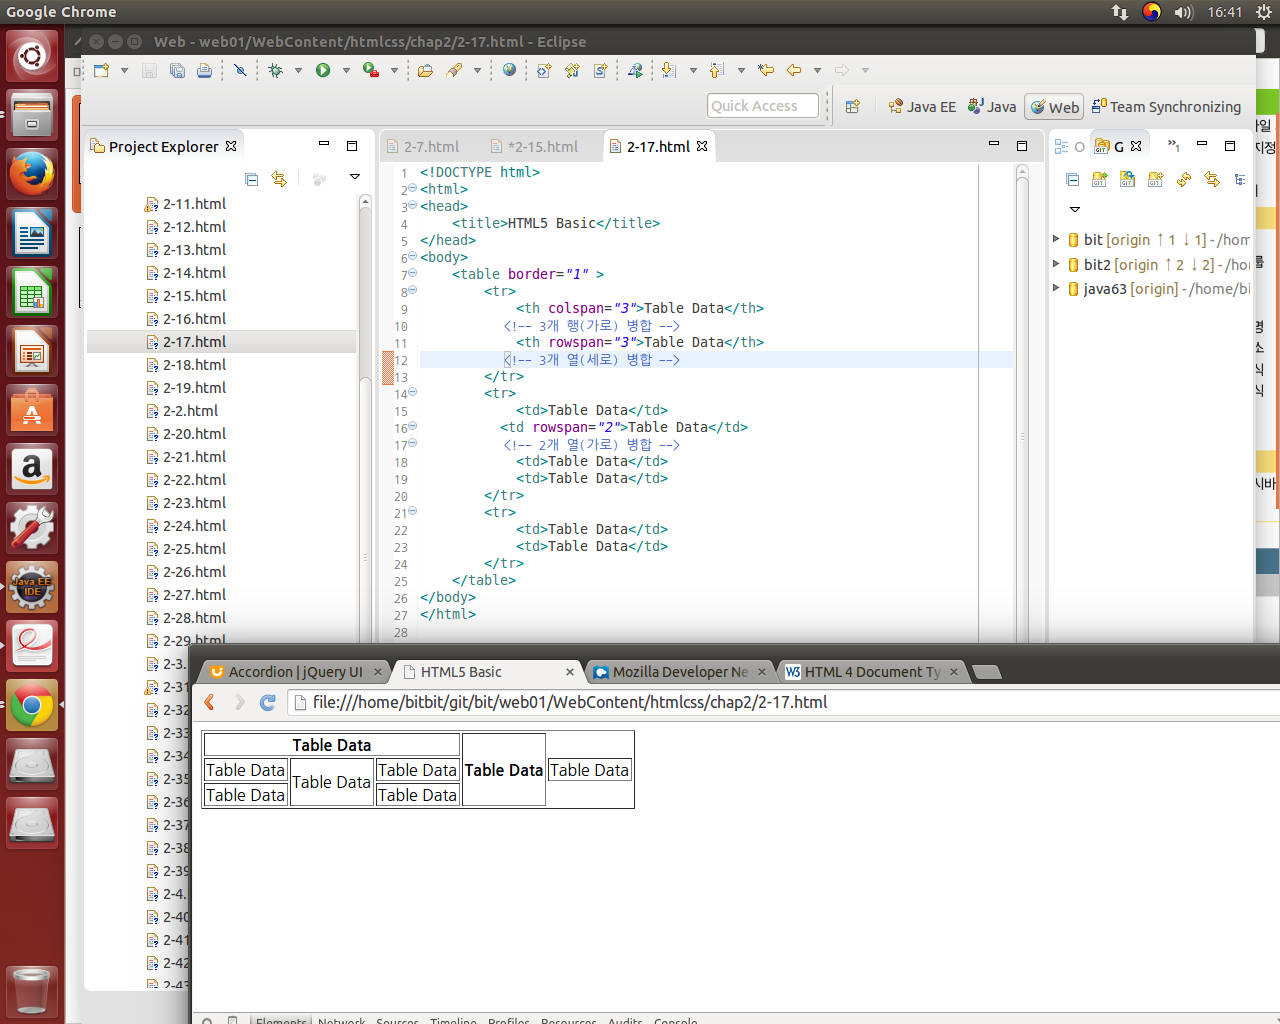 Google Chrome
16:41
Web - web01/WebContent/htmlcss/chap2/2-17.html - Eclipse
Quick Access
Java EE
Java
Web
Team Synchronizing
Project Explorer
2-7.html
*2-15.html
2-17.html
G
2-11.html
2-12.html
2-13.html
2-14.html
2-15.html
2-16.html
2-17.html
2-18.html
2-19.html
2-2.html
2-20.html
2-21.html
2-22.html
2-23.html
2-24.html
2-25.html
2-26.html
2-27.html
2-28.html
2-29.html
2-3.
2-31
2-32
2-33
2-34
2-35
2-36
2-37
2-38
2-39
2-4.
2-40
2-41
2-42
2-43
1 <!DOCTYPE html>
2 <html>
3 <head>
4 <title>HTML5 Basic</title>
5 </head>
6 <body>
7 <table border="1" >
8 <tr>
9 <th colspan="3">Table Data</th>
10 <!-- 3개 행(가로) 병합 -->
11 <th rowspan="3">Table Data</th>
12 <!-- 3개 열(세로) 병합 -->
13 </tr>
14 <tr>
15 <td>Table Data</td>
16 <td rowspan="2">Table Data</td>
17 <!-- 2개 열(가로) 병합 -->
18 <td>Table Data</td>
19 <td>Table Data</td>
20 </tr>
21 <tr>
22 <td>Table Data</td>
23 <td>Table Data</td>
24 </tr>
25 </table>
26 </body>
27 </html>
28
bit [origin ↑1 ↓1] - /hom
bit2 [origin ↑2 ↓2] - /ho
java63 [origin] - /home/bi
Java EE IDE
Accordion | jQuery UI
HTML5 Basic
Mozilla Developer Ne
HTML 4 Document Ty
file:///home/bitbit/git/bit/web01/WebContent/htmlcss/chap2/2-17.html
Table Data
Table Data
Table Data
Table Data
Table Data
Table Data
Table Data
Table Data
Elements Network Sources Timeline Profiles Resources Audits Console